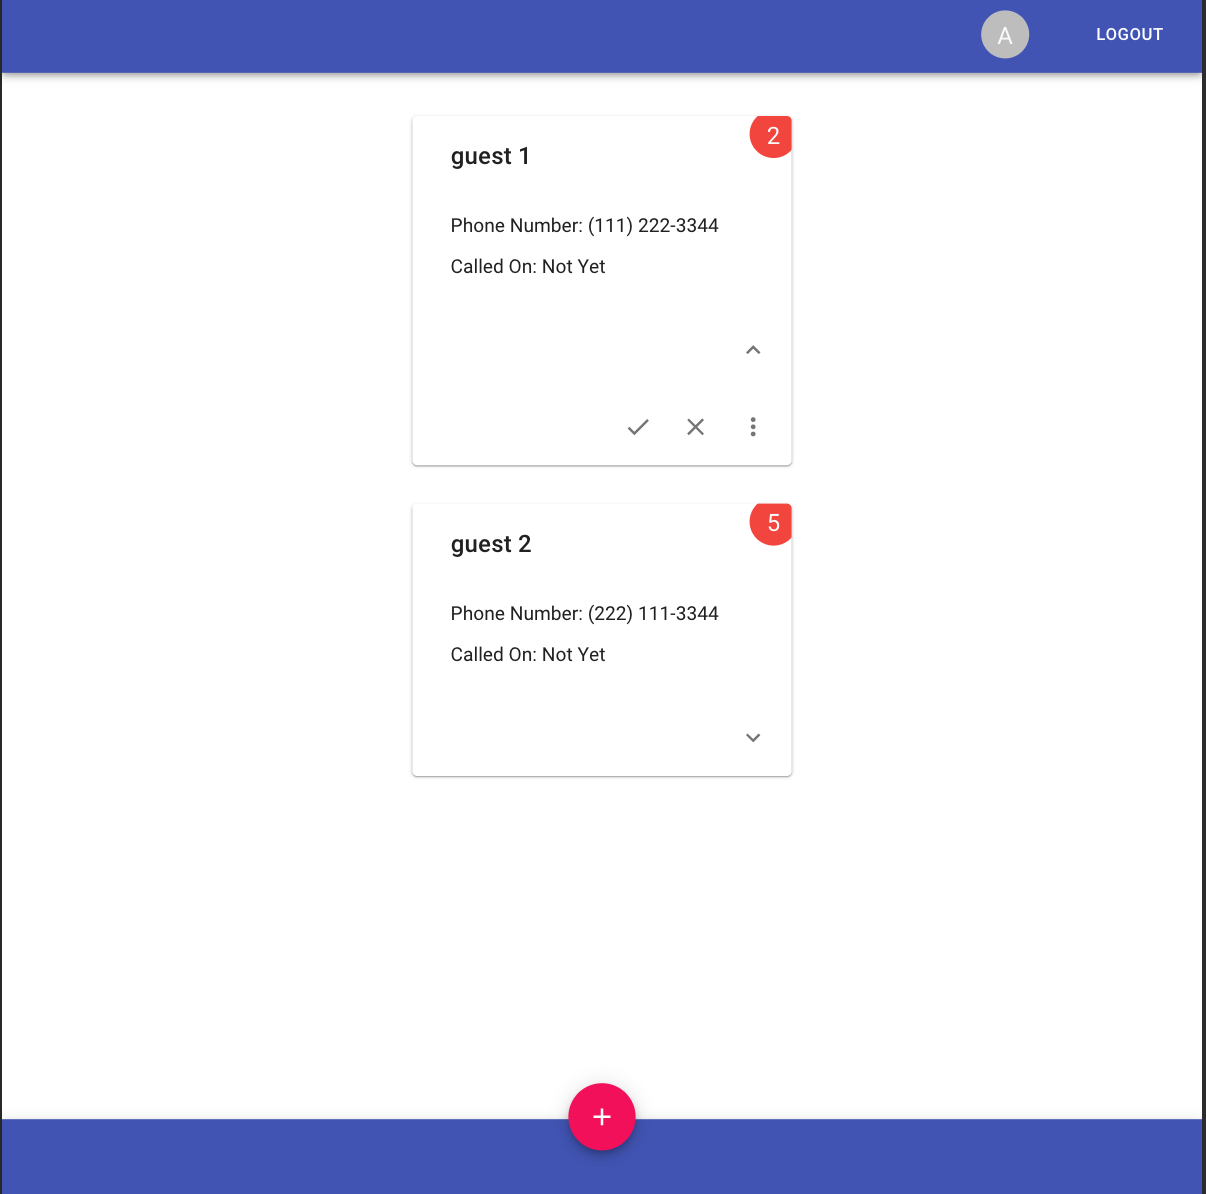 A
LOGOUT
2
guest 1
Phone Number: (111) 222-3344
Called On: Not Yet
5
guest 2
Phone Number: (222) 111-3344
Called On: Not Yet
+